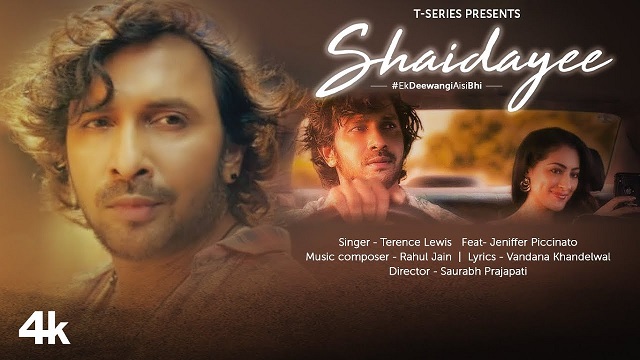 T-SERIES PRESENTS
Shaidayee
#EkDeewangiAisiBhi
Singer - Terence Lewis Feat- Jeniffer Piccinato
Music composer - Rahul Jain | Lyrics - Vandana Khandelwal
Director - Saurabh Prajapati
4k